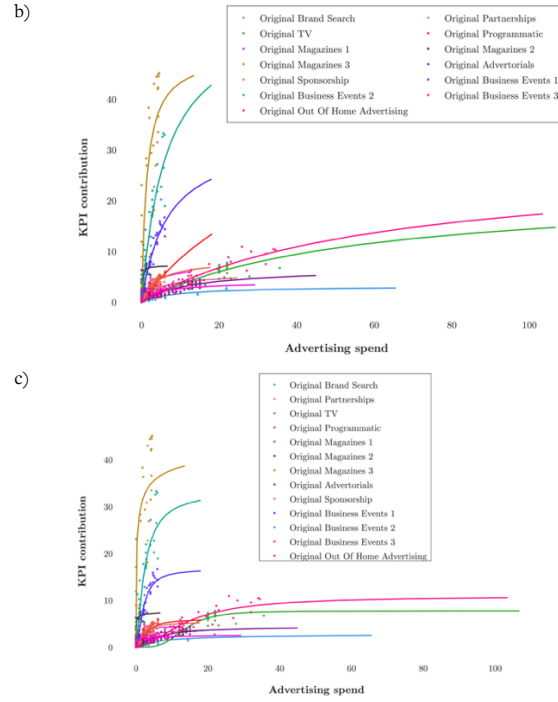 b)
Original Brand Search Original Partnerships
Original TV Original Programmatic
Original Magazines 1 Original Magazines 2
Original Magazines 3 Original Advertorials
Original Sponsorship Original Business Events 1
Original Business Events 2 Original Business Events 3
Original Out Of Home Advertising
40
30
20
10
0
KPI contribution
0 20 40 60 80 100
Advertising spend
c)
Original Brand Search
Original Partnerships
Original TV
Original Programmatic
Original Magazines 1
Original Magazines 2
Original Magazines 3
Original Advertorials
Original Sponsorship
Original Business Events 1
Original Business Events 2
Original Business Events 3
Original Out Of Home Advertising
40
30
20
10
0
KPI contribution
0 20 40 60 80 100
Advertising spend